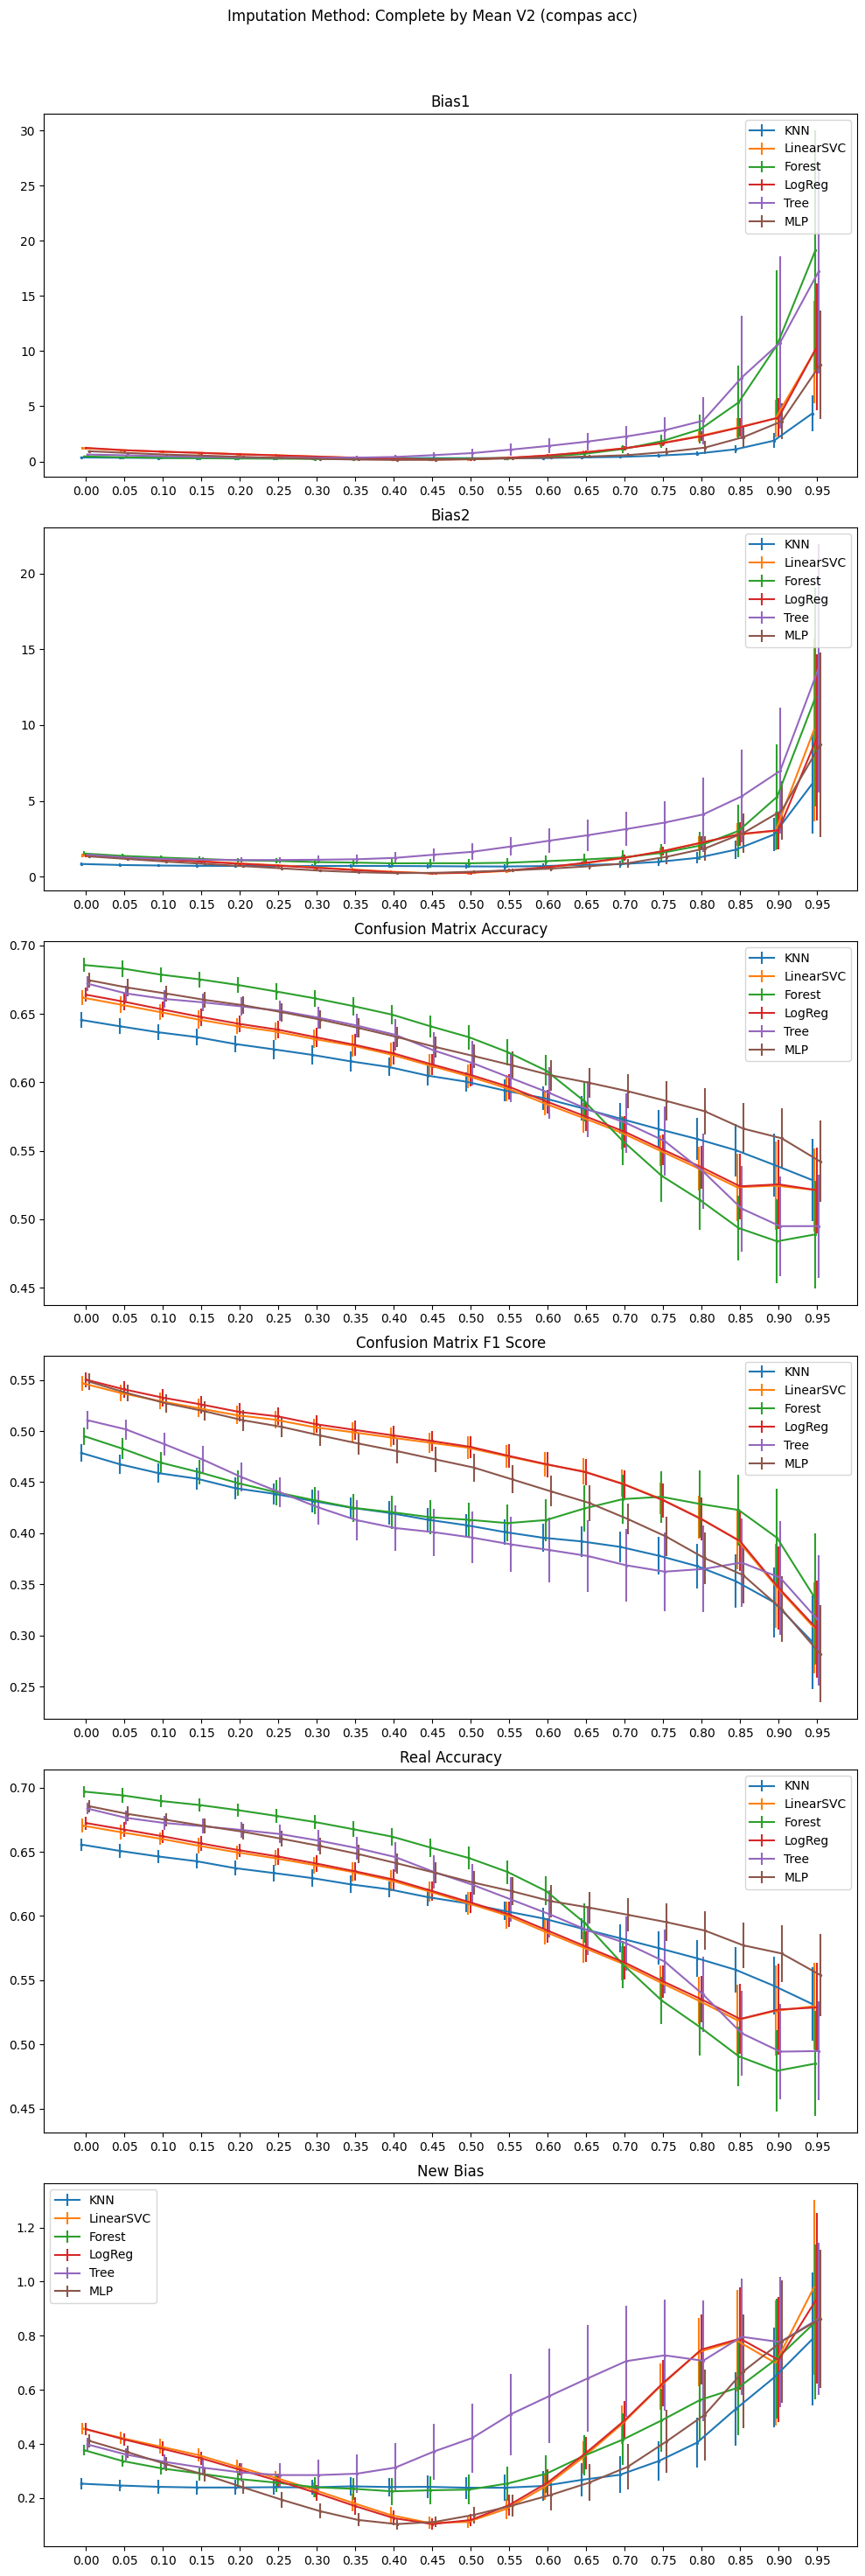 Imputation Method: Complete by Mean V2 (compas acc)
Bias1
30
25
20
15
10
5
0
KNN
LinearSVC
Forest
LogReg
Tree
MLP
0.00 0.05 0.10 0.15 0.20 0.25 0.30 0.35 0.40 0.45 0.50 0.55 0.60 0.65 0.70 0.75 0.80 0.85 0.90 0.95
Bias2
20
15
10
5
0
KNN
LinearSVC
Forest
LogReg
Tree
MLP
0.00 0.05 0.10 0.15 0.20 0.25 0.30 0.35 0.40 0.45 0.50 0.55 0.60 0.65 0.70 0.75 0.80 0.85 0.90 0.95
Confusion Matrix Accuracy
0.70
0.65
0.60
0.55
0.50
0.45
KNN
LinearSVC
Forest
LogReg
Tree
MLP
0.00 0.05 0.10 0.15 0.20 0.25 0.30 0.35 0.40 0.45 0.50 0.55 0.60 0.65 0.70 0.75 0.80 0.85 0.90 0.95
Confusion Matrix F1 Score
0.55
0.50
0.45
0.40
0.35
0.30
0.25
KNN
LinearSVC
Forest
LogReg
Tree
MLP
0.00 0.05 0.10 0.15 0.20 0.25 0.30 0.35 0.40 0.45 0.50 0.55 0.60 0.65 0.70 0.75 0.80 0.85 0.90 0.95
Real Accuracy
0.70
0.65
0.60
0.55
0.50
0.45
KNN
LinearSVC
Forest
LogReg
Tree
MLP
0.00 0.05 0.10 0.15 0.20 0.25 0.30 0.35 0.40 0.45 0.50 0.55 0.60 0.65 0.70 0.75 0.80 0.85 0.90 0.95
New Bias
1.2
1.0
0.8
0.6
0.4
0.2
KNN
LinearSVC
Forest
LogReg
Tree
MLP
0.00 0.05 0.10 0.15 0.20 0.25 0.30 0.35 0.40 0.45 0.50 0.55 0.60 0.65 0.70 0.75 0.80 0.85 0.90 0.95